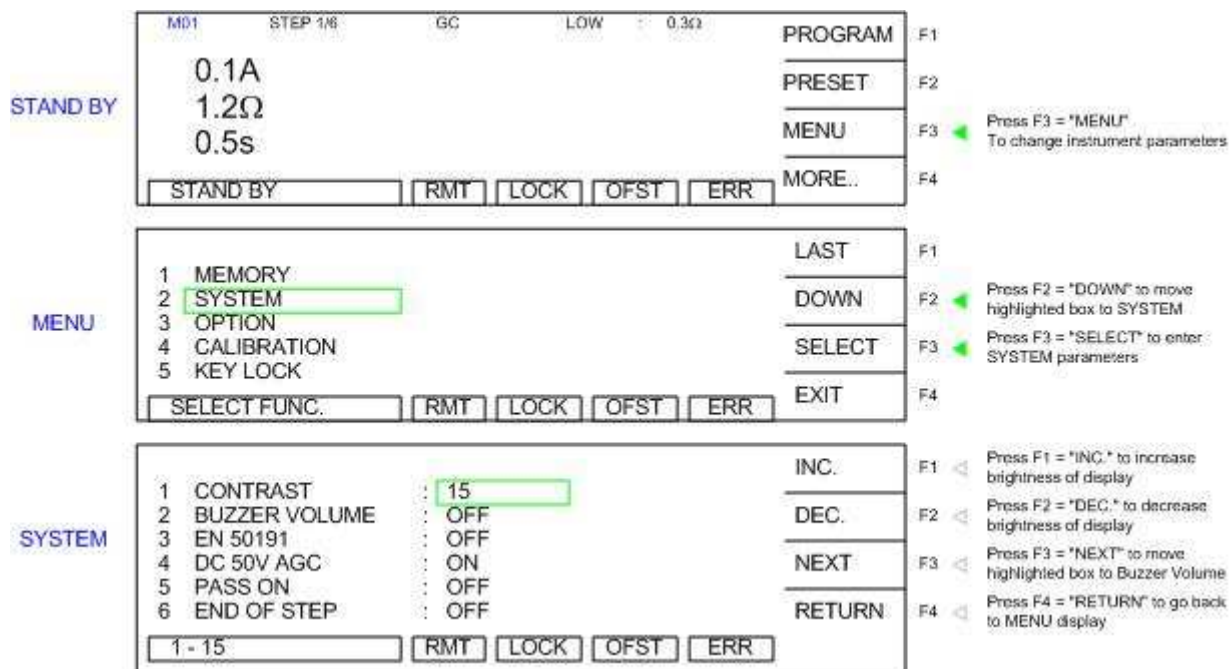 M01 STEP 1/6 GC LOW : 0.3Ω
PROGRAM F1
0.1A
PRESET F2
STAND BY
1.2Ω
MENU F3 Press F3 = "MENU"
To change instrument parameters
0.5s
MORE.. F4
STAND BY RMT LOCK OFST ERR
LAST F1
1 MEMORY
2 SYSTEM
DOWN F2 Press F2 = "DOWN" to move
highlighted box to SYSTEM
MENU
3 OPTION
4 CALIBRATION
SELECT F3 Press F3 = "SELECT" to enter
SYSTEM parameters
5 KEY LOCK
EXIT F4
SELECT FUNC. RMT LOCK OFST ERR
INC. F1 Press F1 = "INC." to increase
brightness of display
1 CONTRAST : 15
2 BUZZER VOLUME : OFF
DEC. F2 Press F2 = "DEC." to decrease
brightness of display
SYSTEM
3 EN 50191 : OFF
4 DC 50V AGC : ON
NEXT F3 Press F3 = "NEXT" to move
highlighted box to Buzzer Volume
5 PASS ON : OFF
6 END OF STEP : OFF
RETURN F4 Press F4 = "RETURN" to go back
to MENU display
1 - 15 RMT LOCK OFST ERR